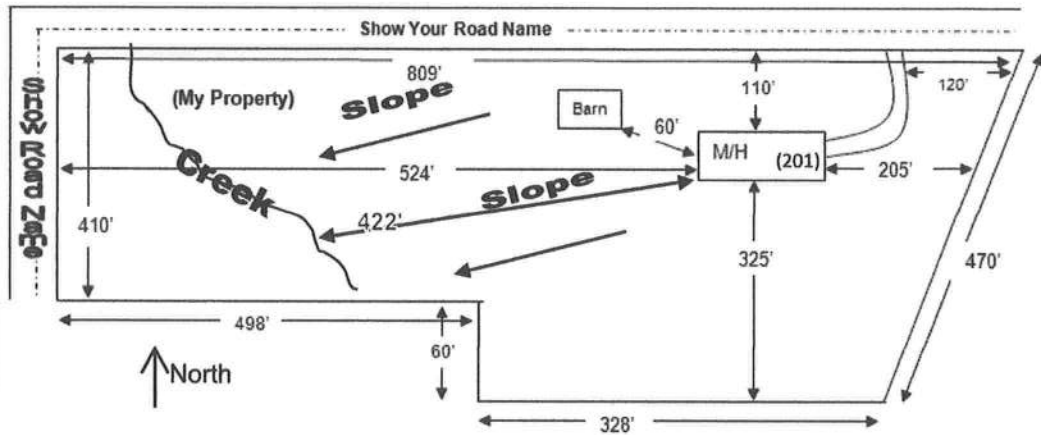 Show Your Road Name
Show Road Name
809'
(My Property)
Slope
110'
120'
Barn
60'
M/H
(201)
Creek
524'
205'
Slope
422'
410'
325'
470'
498'
60'
North
328'